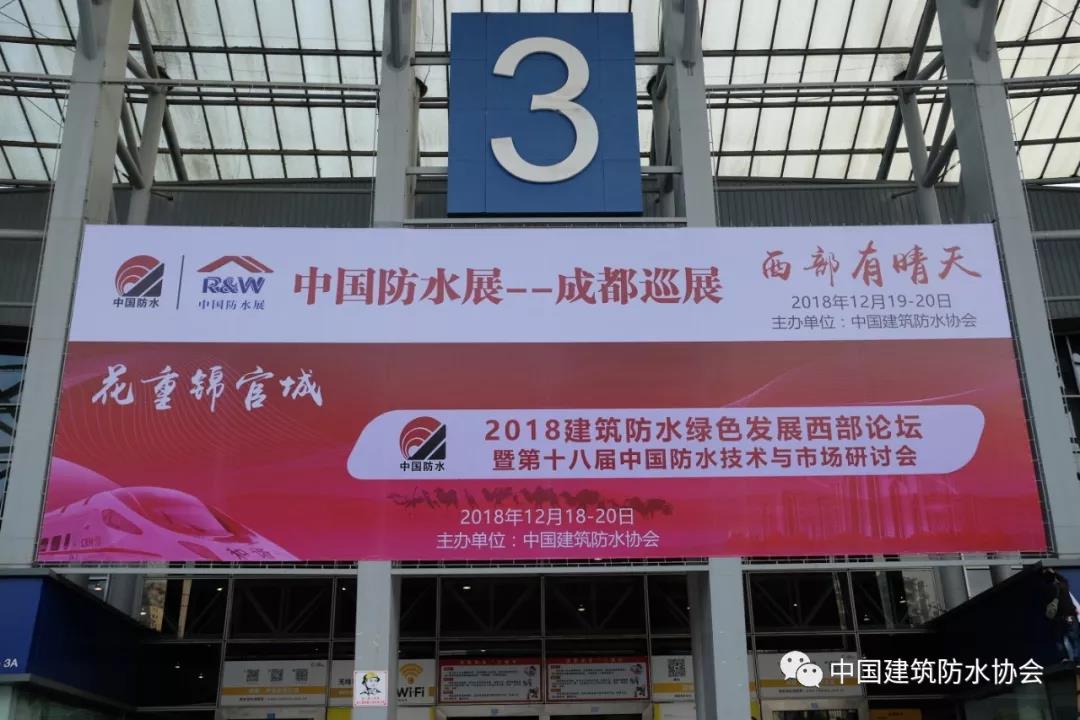 3
中国防水
R&W
中国防水展
中国防水展--成都巡展
西部有晴天
2018年12月19-20日
主办单位：中国建筑防水协会
花重锦官城
中国防水
2018建筑防水绿色发展西部论坛
暨第十八届中国防水技术与市场研讨会
2018年12月18-20日
主办单位：中国建筑防水协会
3A
WiFi
中国建筑防水协会